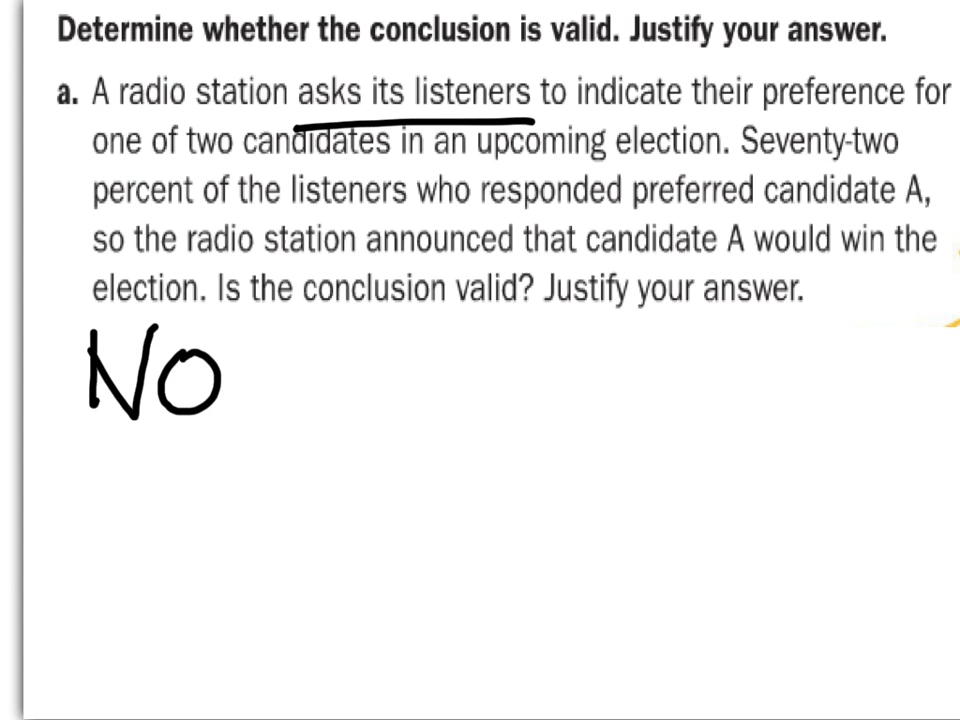 Determine whether the conclusion is valid. Justify your answer.
a. A radio station asks its listeners to indicate their preference for
one of two candidates in an upcoming election. Seventy-two
percent of the listeners who responded preferred candidate A,
so the radio station announced that candidate A would win the
election. Is the conclusion valid? Justify your answer.
NO